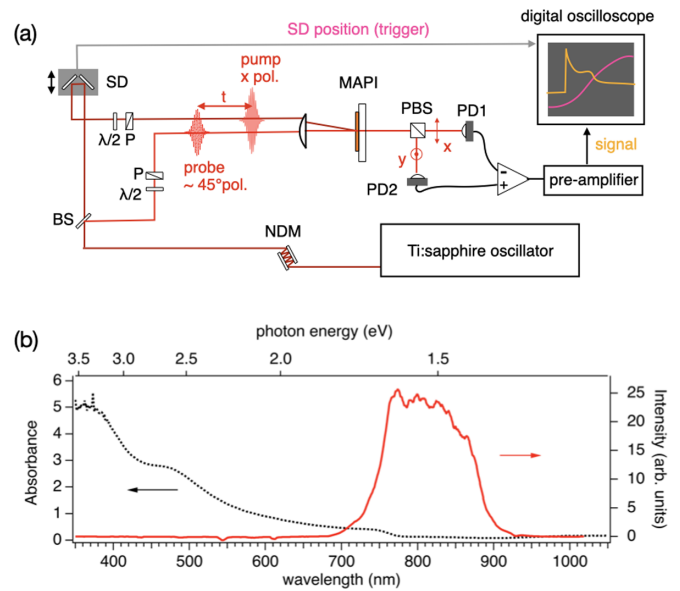 (a)
SD position (trigger)
digital oscilloscope
SD
pump
x pol.
t
MAPI
PBS
PD1
λ/2 P
probe
~ 45°pol.
P
λ/2
x
y
PD2
-
+
signal
pre-amplifier
BS
NDM
Ti:sapphire oscillator
(b)
photon energy (eV)
3.5 3.0 2.5 2.0 1.5
Absorbance
6
5
4
3
2
1
0
25
20
15
10
5
0
Intensity (arb. units)
400 500 600 700 800 900 1000
wavelength (nm)